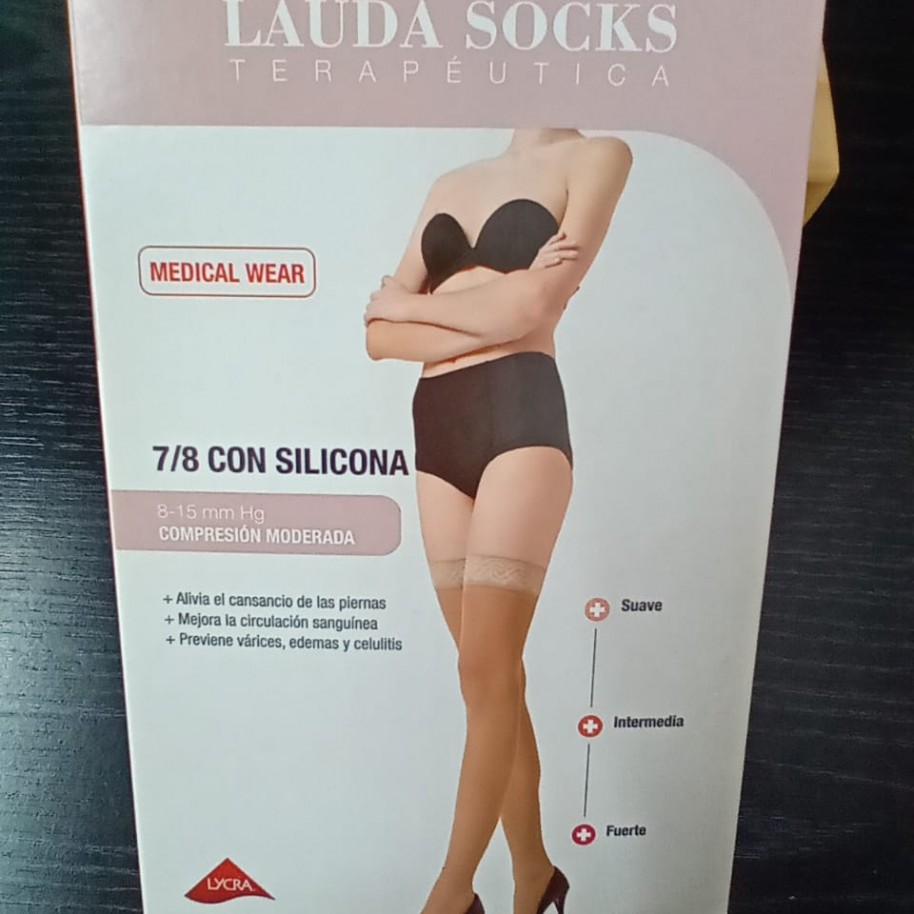 LAUDA SOCKS
TERAPÉUTICA
MEDICAL WEAR
7/8 CON SILICONA
8-15 mm Hg
COMPRESIÓN MODERADA
+ Alivia el cansancio de las piernas
+ Mejora la circulación sanguínea
+ Previene várices, edemas y celulitis
Suave
Intermedia
Fuerte
LYCRA